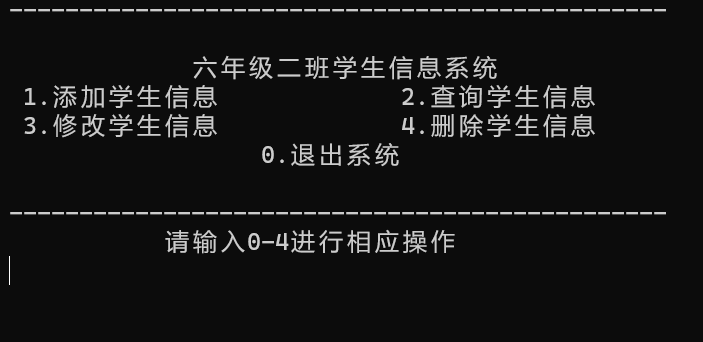 -----------------------------------------------
六年级二班学生信息系统
1.添加学生信息 2.查询学生信息
3.修改学生信息 4.删除学生信息
0.退出系统
-----------------------------------------------
请输入0-4进行相应操作